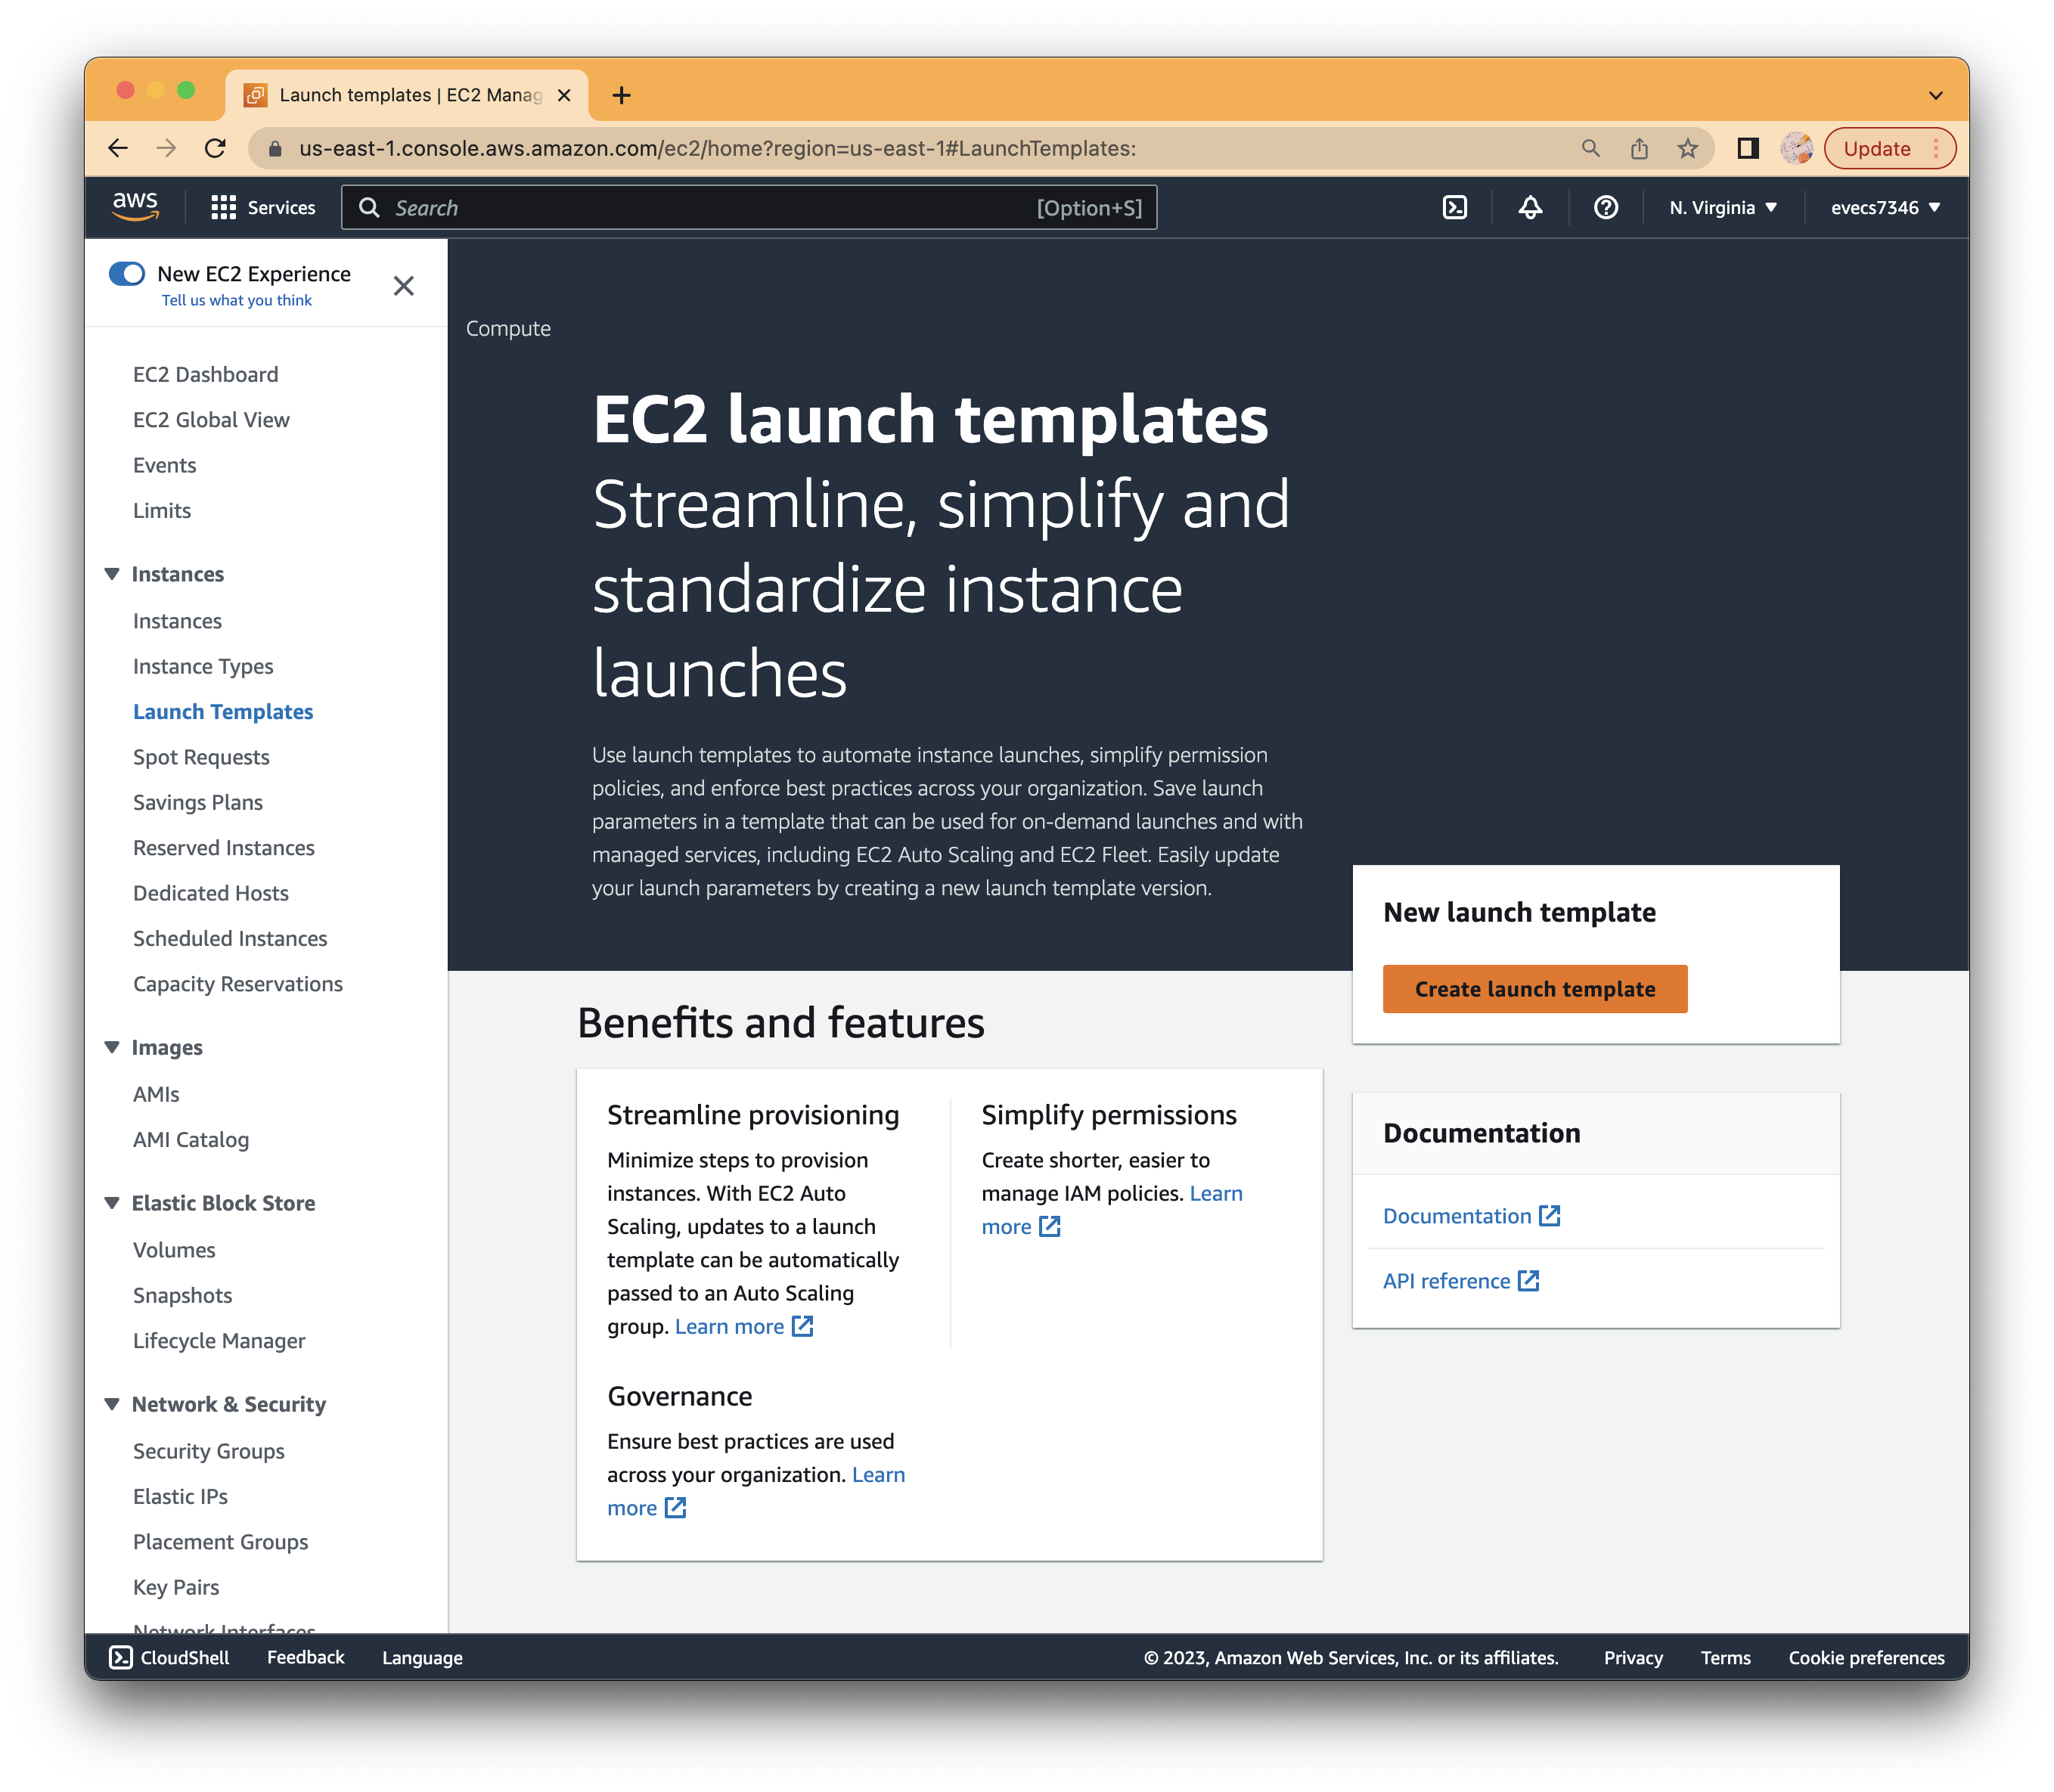 Launch templates | EC2 Manag
us-east-1.console.aws.amazon.com/ec2/home?region=us-east-1#LaunchTemplates:
Update
aws
Services
Search
[Option+S]
N. Virginia
evecs7346
New EC2 Experience
Tell us what you think
EC2 Dashboard
EC2 Global View
Events
Limits
Instances
Instances
Instance Types
Launch Templates
Spot Requests
Savings Plans
Reserved Instances
Dedicated Hosts
Scheduled Instances
Capacity Reservations
Images
AMIs
AMI Catalog
Elastic Block Store
Volumes
Snapshots
Lifecycle Manager
Network & Security
Security Groups
Elastic IPs
Placement Groups
Key Pairs
Network Interfaces
Compute
EC2 launch templates
Streamline, simplify and
standardize instance
launches
Use launch templates to automate instance launches, simplify permission
policies, and enforce best practices across your organization. Save launch
parameters in a template that can be used for on-demand launches and with
managed services, including EC2 Auto Scaling and EC2 Fleet. Easily update
your launch parameters by creating a new launch template version.
New launch template
Create launch template
Benefits and features
Streamline provisioning
Minimize steps to provision
instances. With EC2 Auto
Scaling, updates to a launch
template can be automatically
passed to an Auto Scaling
group. Learn more
Simplify permissions
Create shorter, easier to
manage IAM policies. Learn
more
Governance
Ensure best practices are used
across your organization. Learn
more
Documentation
Documentation
API reference
CloudShell
Feedback
Language
© 2023, Amazon Web Services, Inc. or its affiliates.
Privacy
Terms
Cookie preferences